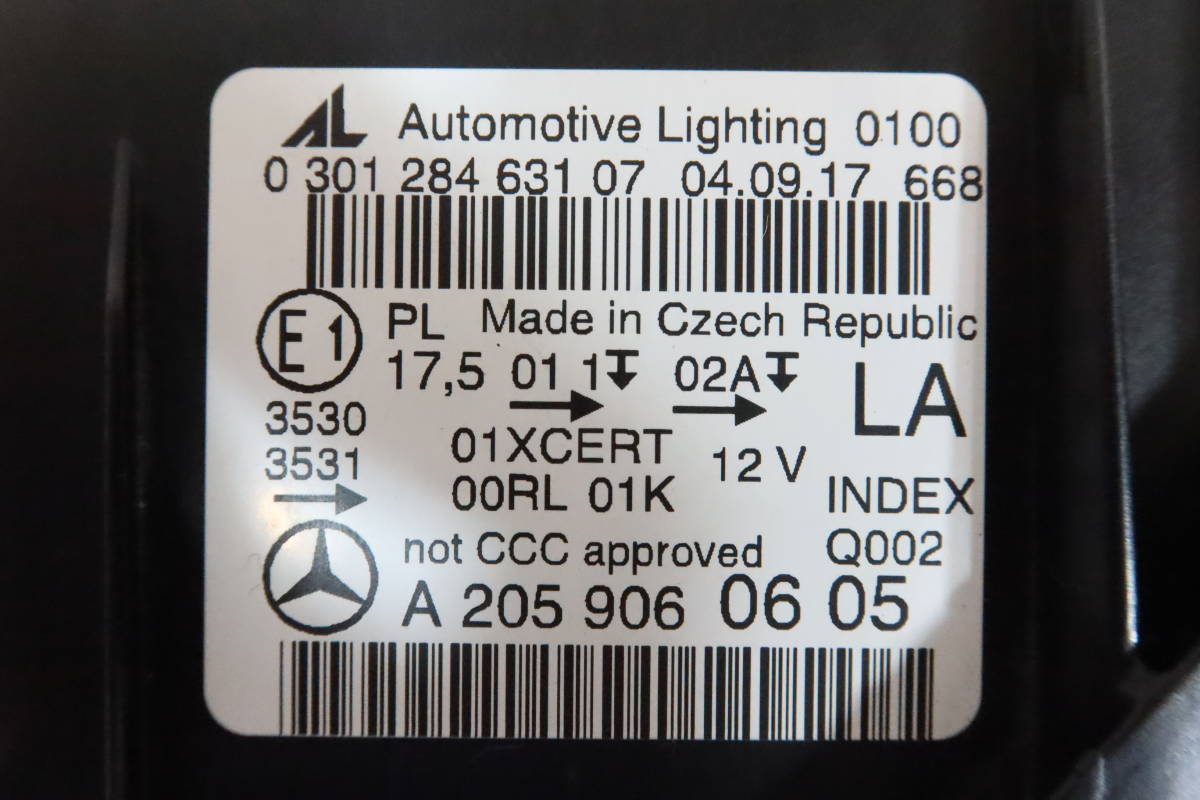 AL Automotive Lighting 0100
0 301 284 631 07 04.09.17 668
E1 PL Made in Czech Republic
17,5 01 1 02A LA
3530
3531 01XCERT 12 V
00RL 01K INDEX
not CCC approved Q002
A 205 906 06 05